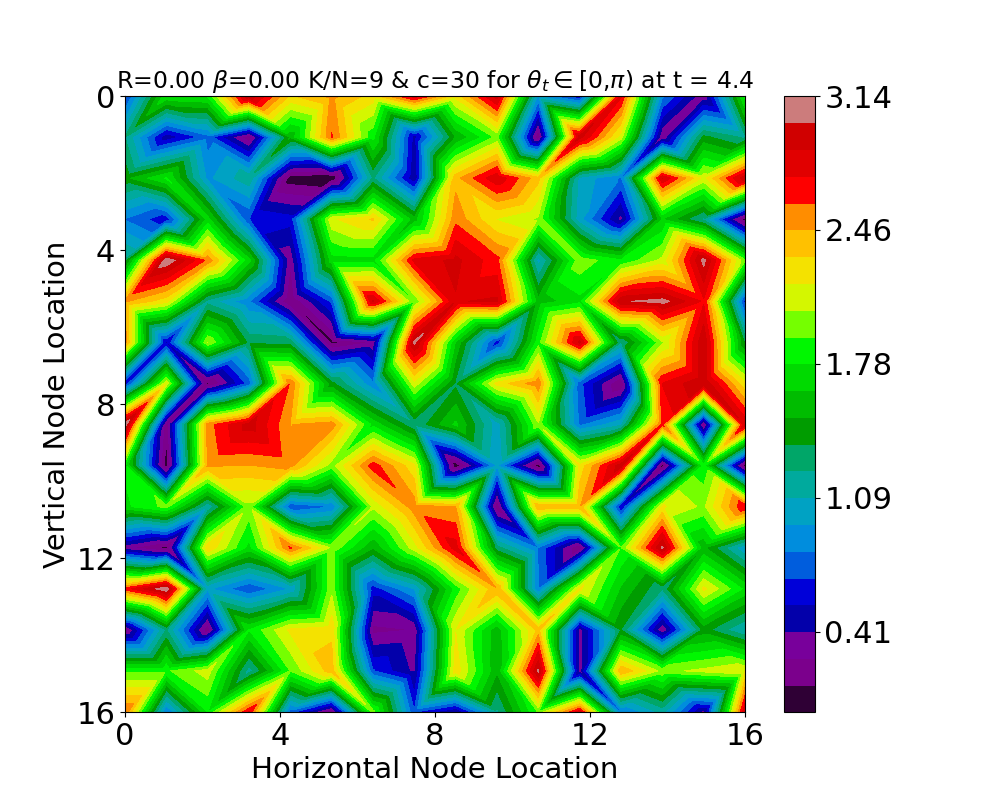 R=0.00 β=0.00 K/N=9 & c=30 for θ_t ∈ [0,π) at t = 4.4
0
4
8
12
16
Vertical Node Location
0 4 8 12 16
Horizontal Node Location
3.14
2.46
1.78
1.09
0.41